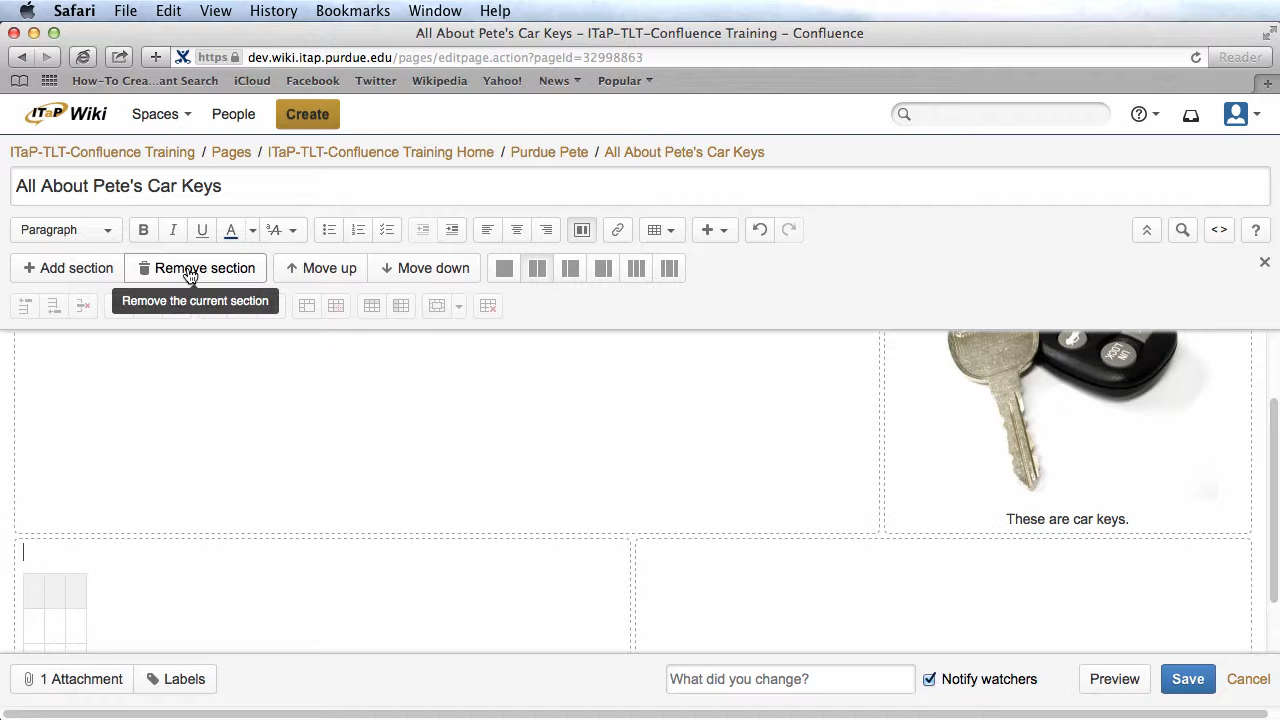 Safari File Edit View History Bookmarks Window Help
All About Pete's Car Keys – ITaP-TLT-Confluence Training – Confluence
https dev.wiki.itap.purdue.edu/pages/editpage.action?pageId=32998863 Reader
How-To Crea...ant Search iCloud Facebook Twitter Wikipedia Yahoo! News Popular
ITaP Wiki Spaces People Create
ITaP-TLT-Confluence Training / Pages / ITaP-TLT-Confluence Training Home / Purdue Pete / All About Pete's Car Keys
All About Pete's Car Keys
Paragraph B I U A A <> ?
+ Add section Remove section Move up Move down
Remove the current section
These are car keys.
1 Attachment Labels What did you change? Notify watchers Preview Save Cancel